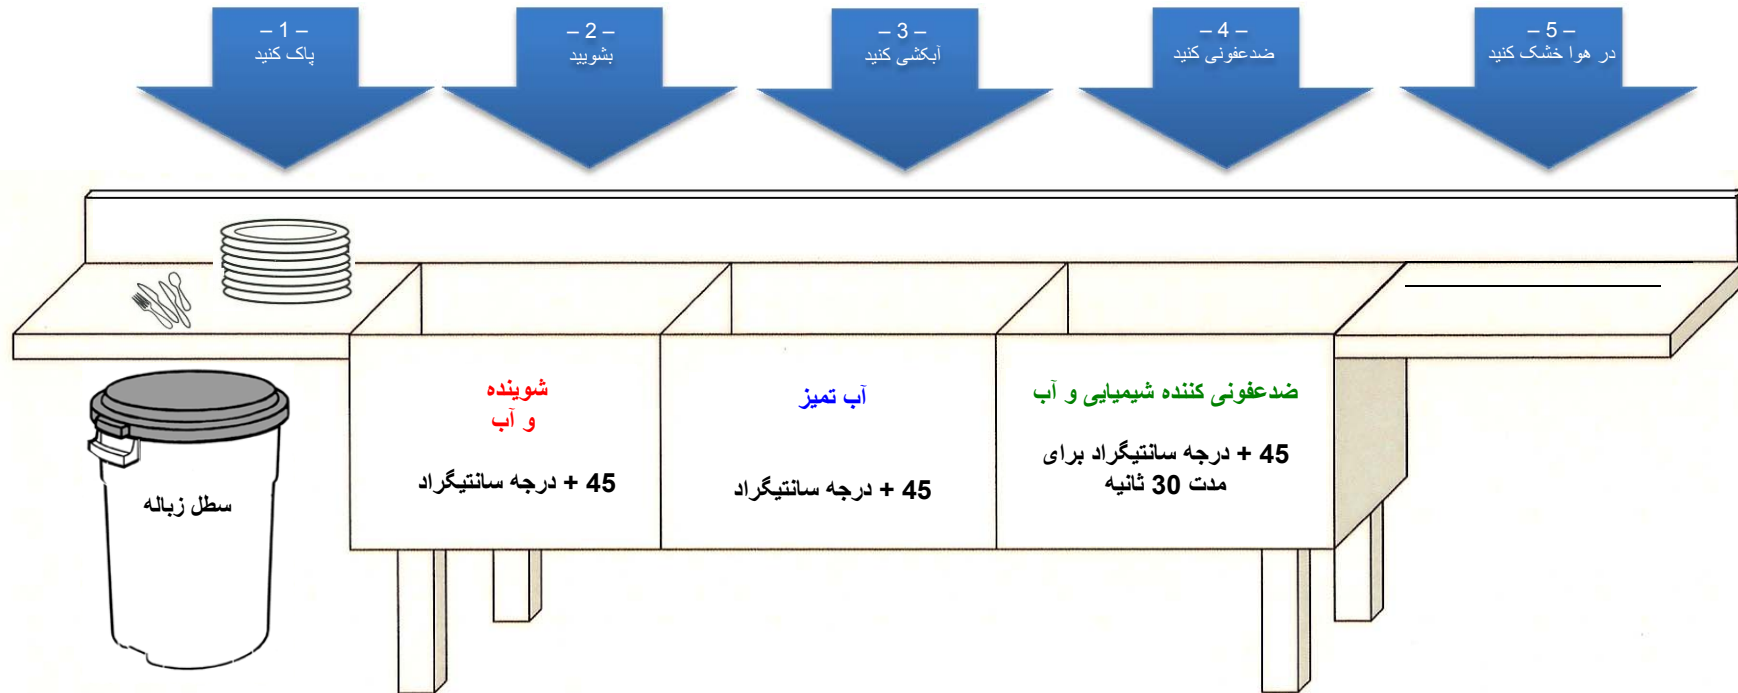 – 1 –
پاک کنید
– 2 –
بشویید
– 3 –
آبکشی کنید
– 4 –
ضدعفونی کنید
– 5 –
در هوا خشک کنید
شوینده
و آب
45 + درجه سانتیگراد
آب تمیز
45 + درجه سانتیگراد
ضدعفونی کننده شیمیایی و آب
45 + درجه سانتیگراد برای
مدت 30 ثانیه
سطل زباله